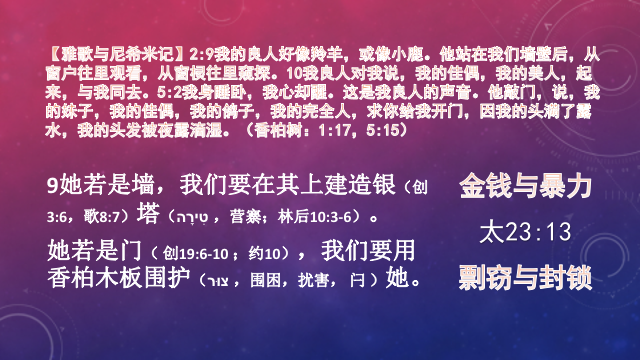 【雅歌与尼希米记】2:9我的良人好像羚羊，或像小鹿。他站在我们墙壁后，从
窗户往里观看，从窗棂往里窥探。10我良人对我说，我的佳偶，我的美人，起
来，与我同去。5:2我身睡卧，我心却醒。这是我良人的声音。他敲门，说，我
的妹子，我的佳偶，我的鸽子，我的完全人，求你给我开门，因我的头满了露
水，我的头发被夜露滴湿。（香柏树：1:17，5:15）
9她若是墙，我们要在其上建造银（创
3:6，歌8:7）塔（טִירָה ，营寨；林后10:3-6）。
她若是门（ 创19:6-10 ；约10），我们要用
香柏木板围护（צוּר ，围困，扰害， 闩 ）她。
金钱与暴力
太23:13
剽窃与封锁